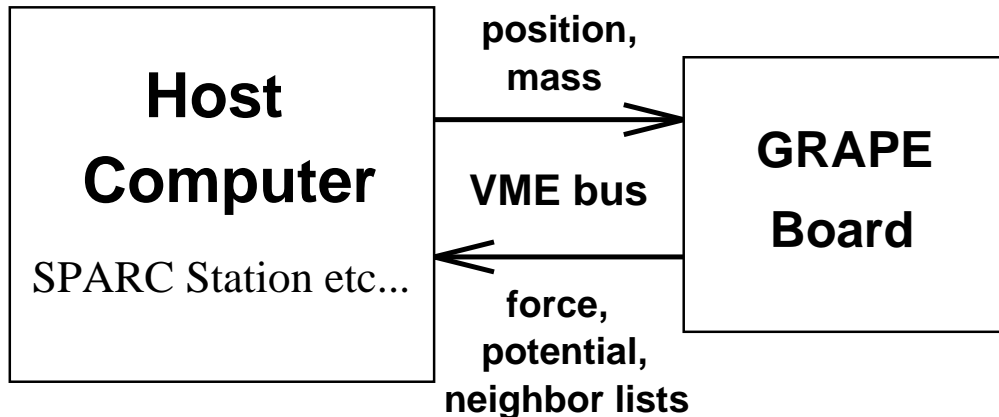 Host
Computer
SPARC Station etc...
position,
mass
VME bus
force,
potential,
neighbor lists
GRAPE
Board